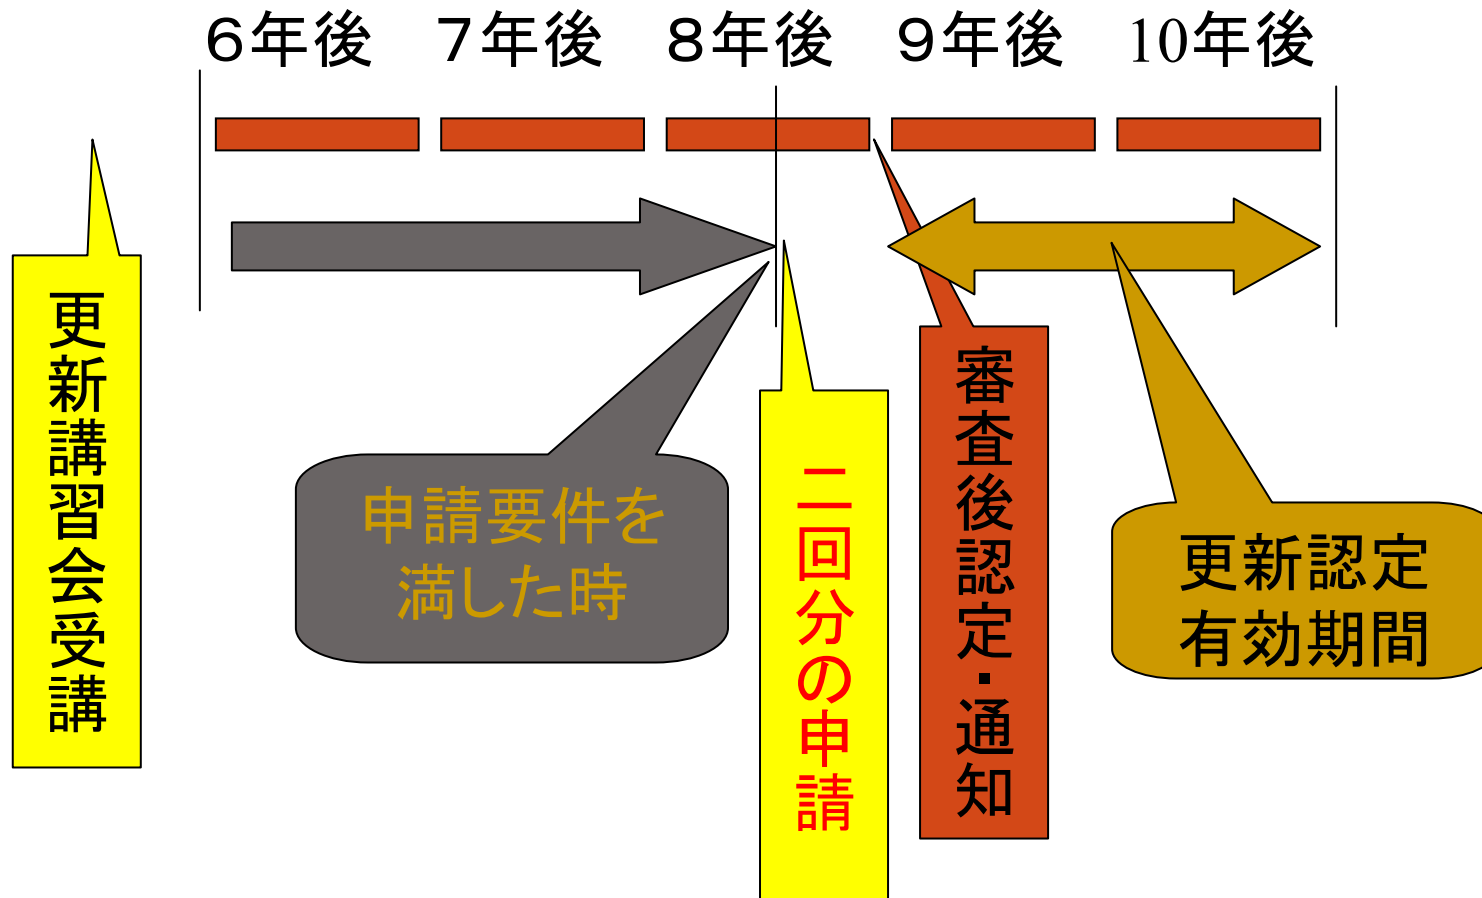 ６年後 ７年後 ８年後 ９年後 10年後
更新講習会受講
申請要件を
満した時
二回分の申請
審査後認定・通知
更新認定
有効期間